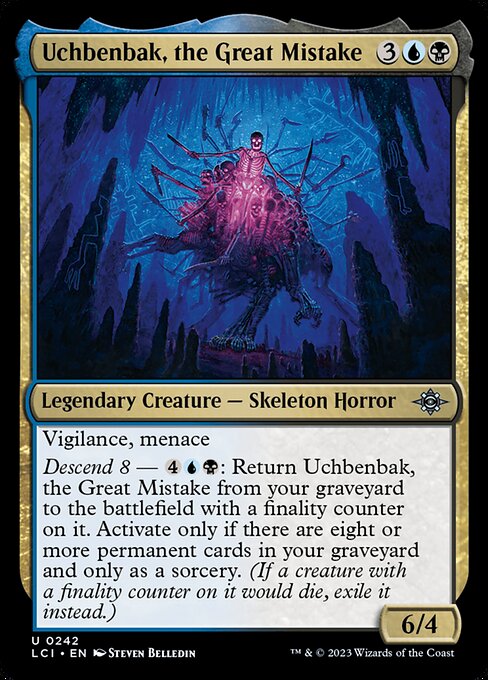 Uchbenbak, the Great Mistake 3
Legendary Creature — Skeleton Horror
Vigilance, menace
Descend 8 — 4: Return Uchbenbak,
the Great Mistake from your graveyard
to the battlefield with a finality counter
on it. Activate only if there are eight or
more permanent cards in your graveyard
and only as a sorcery. (If a creature with
a finality counter on it would die, exile it
instead.)
6/4
U 0242
LCI • EN Steven Belledin
™ & © 2023 Wizards of the Coast